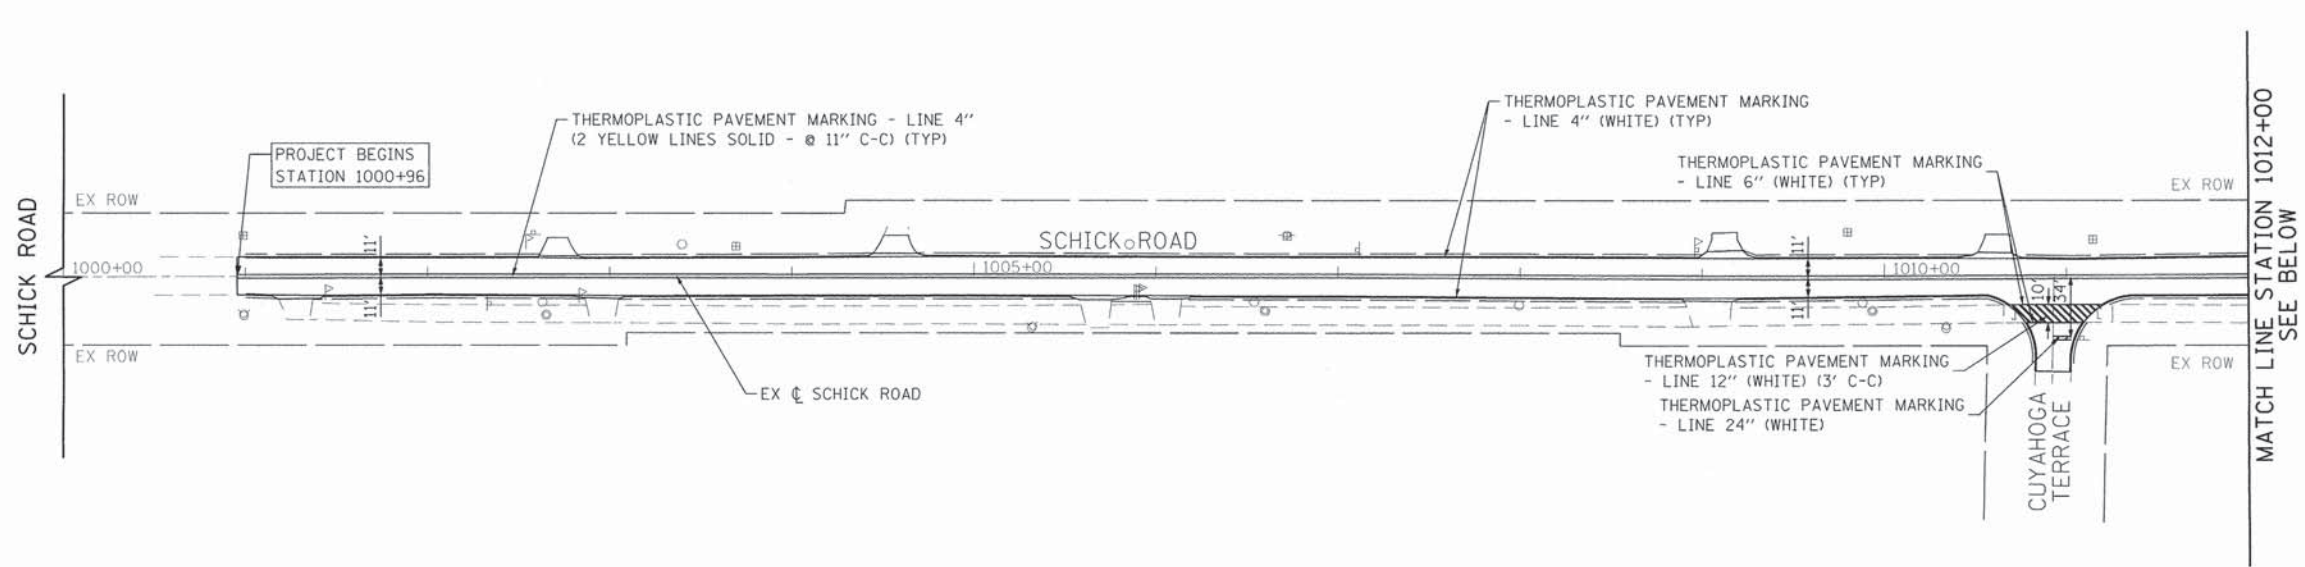 SCHICK ROAD
PROJECT BEGINS
STATION 1000+96
THERMOPLASTIC PAVEMENT MARKING - LINE 4"
(2 YELLOW LINES SOLID - @ 11" C-C) (TYP)
THERMOPLASTIC PAVEMENT MARKING
- LINE 4" (WHITE) (TYP)
THERMOPLASTIC PAVEMENT MARKING
- LINE 6" (WHITE) (TYP)
EX ROW
EX ROW
1000+00
11'
11'
SCHICK ROAD
1005+00
11'
11'
1010+00
10'
34'
EX ROW
EX ROW
EX ℄ SCHICK ROAD
THERMOPLASTIC PAVEMENT MARKING
- LINE 12" (WHITE) (3' C-C)
THERMOPLASTIC PAVEMENT MARKING
- LINE 24" (WHITE)
CUYAHOGA
TERRACE
MATCH LINE STATION 1012+00
SEE BELOW